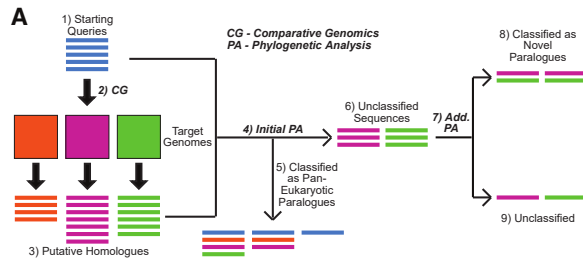 A
1) Starting
Queries
CG - Comparative Genomics
PA - Phylogenetic Analysis
2) CG
Target
Genomes
3) Putative Homologues
4) Initial PA
5) Classified
as Pan-
Eukaryotic
Paralogues
6) Unclassified
Sequences
7) Add.
PA
8) Classified as
Novel
Paralogues
9) Unclassified